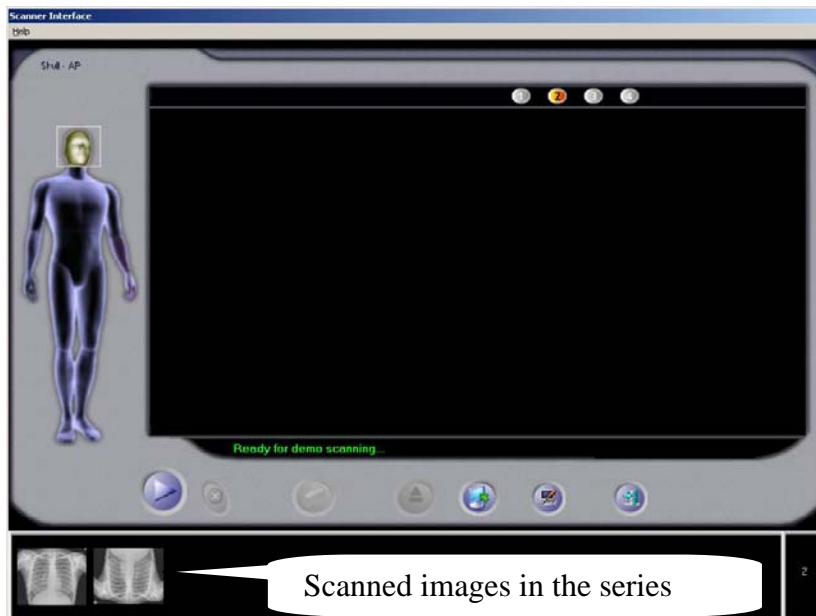 Scanner Interface
Help
Skull - AP
1 2 3 4
Ready for demo scanning...
Scanned images in the series
2